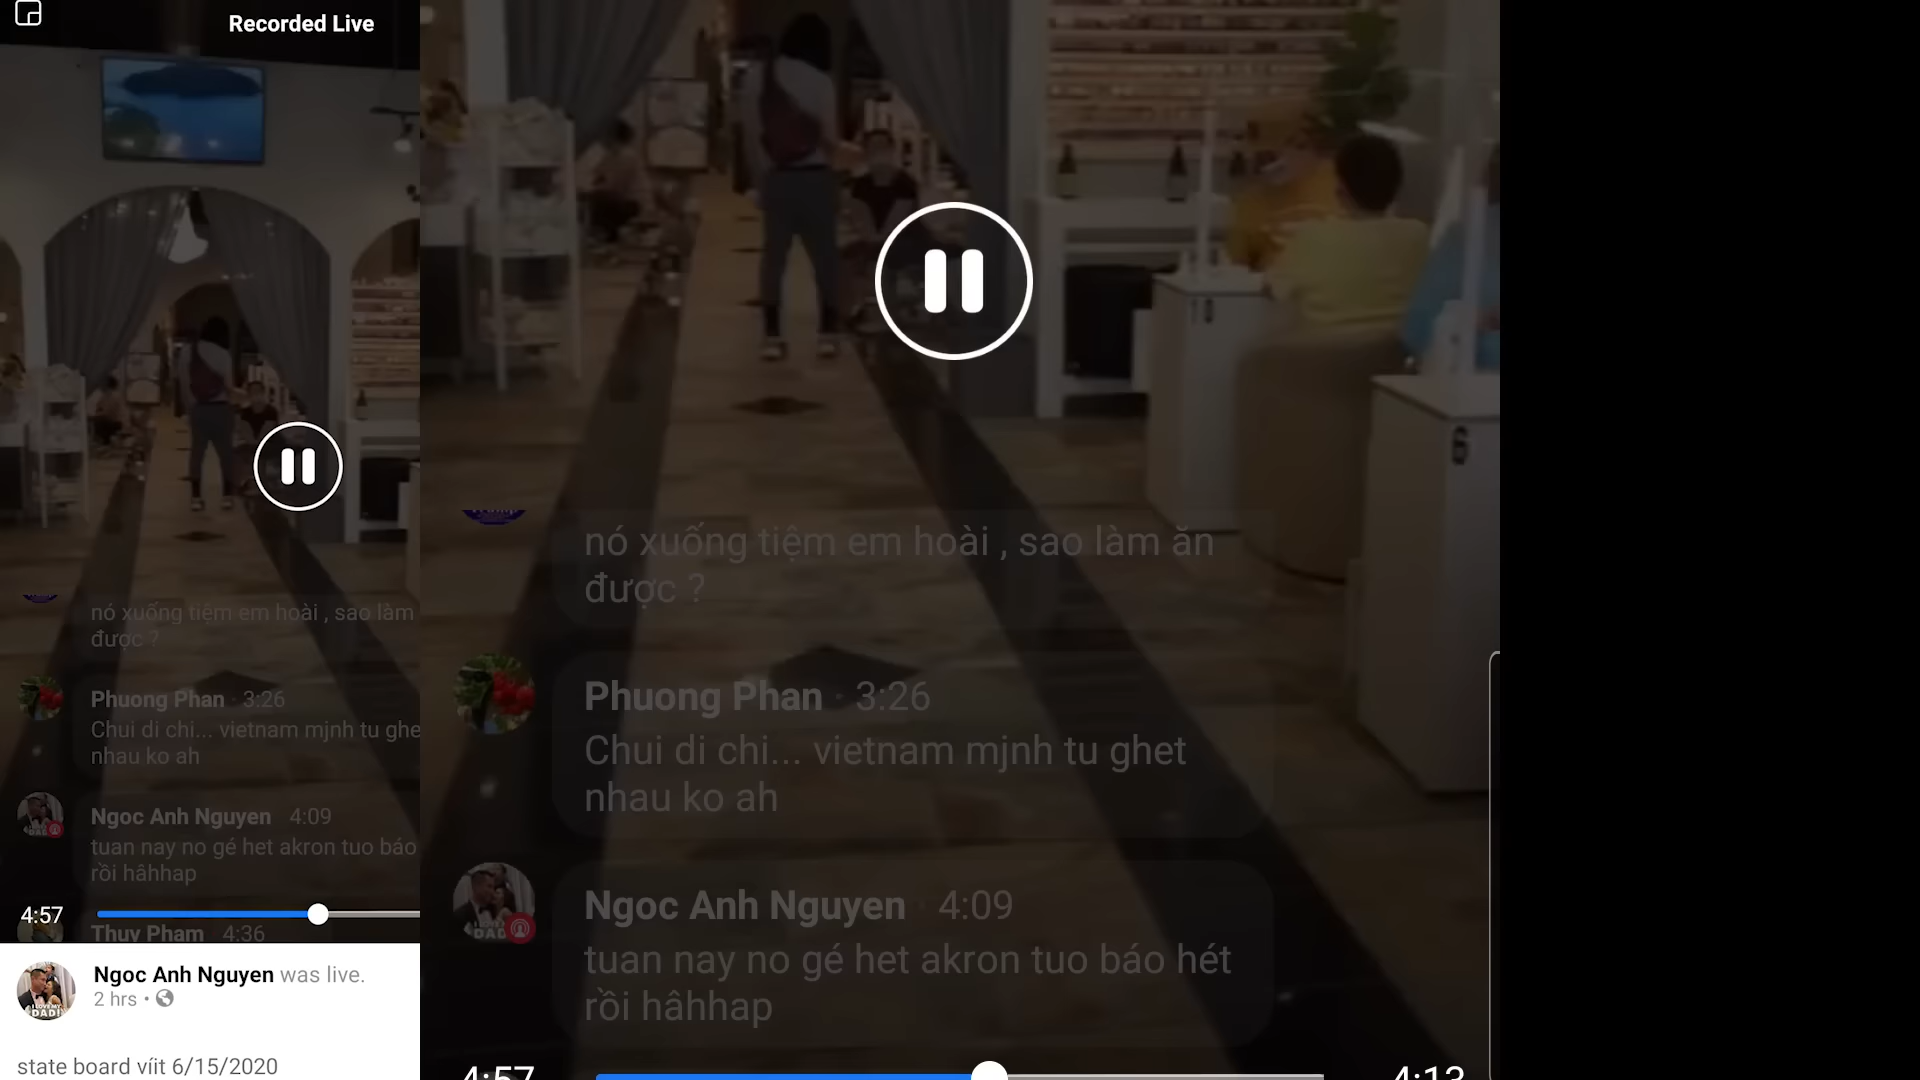 Recorded Live
nó xuống tiệm em hoài , sao làm
được ?
Phuong Phan · 3:26
Chui di chi... vietnam mjnh tu ghe
nhau ko ah
Ngoc Anh Nguyen · 4:09
tuan nay no gé het akron tuo báo
rồi hâhhap
4:57
Thuy Pham · 4:36
Ngoc Anh Nguyen was live.
2 hrs ·
state board víit 6/15/2020
nó xuống tiệm em hoài , sao làm ăn
được ?
Phuong Phan · 3:26
Chui di chi... vietnam mjnh tu ghet
nhau ko ah
Ngoc Anh Nguyen · 4:09
tuan nay no gé het akron tuo báo hét
rồi hâhhap
4:57
4:13
6